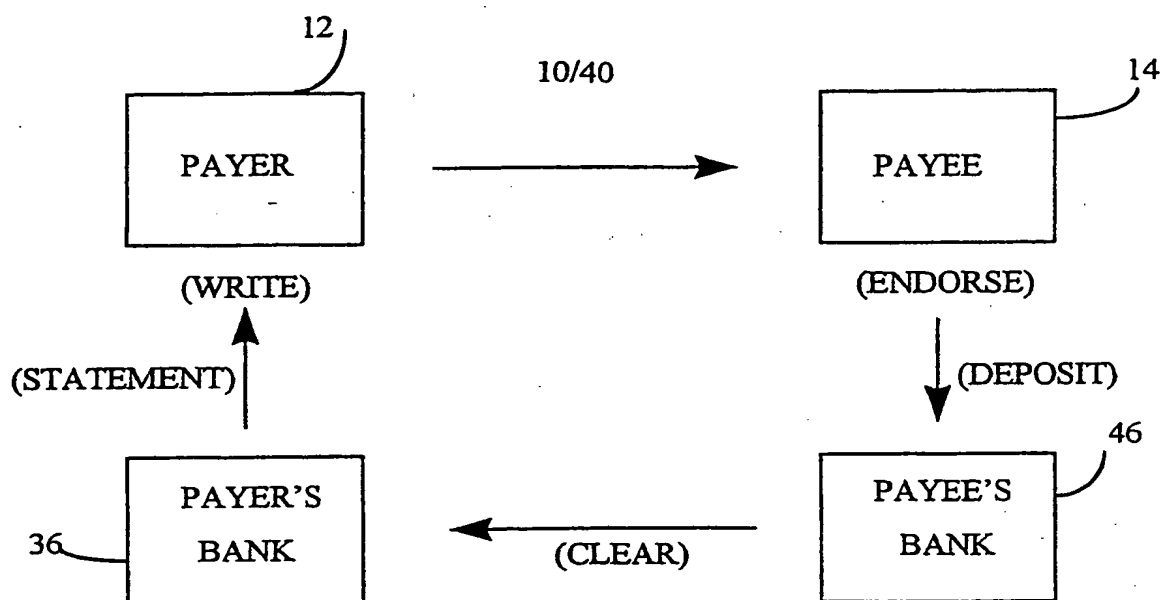 12
10/40
14
PAYER
PAYEE
(WRITE)
(ENDORSE)
(STATEMENT)
(DEPOSIT)
46
PAYER'S
BANK
PAYEE'S
BANK
36
(CLEAR)